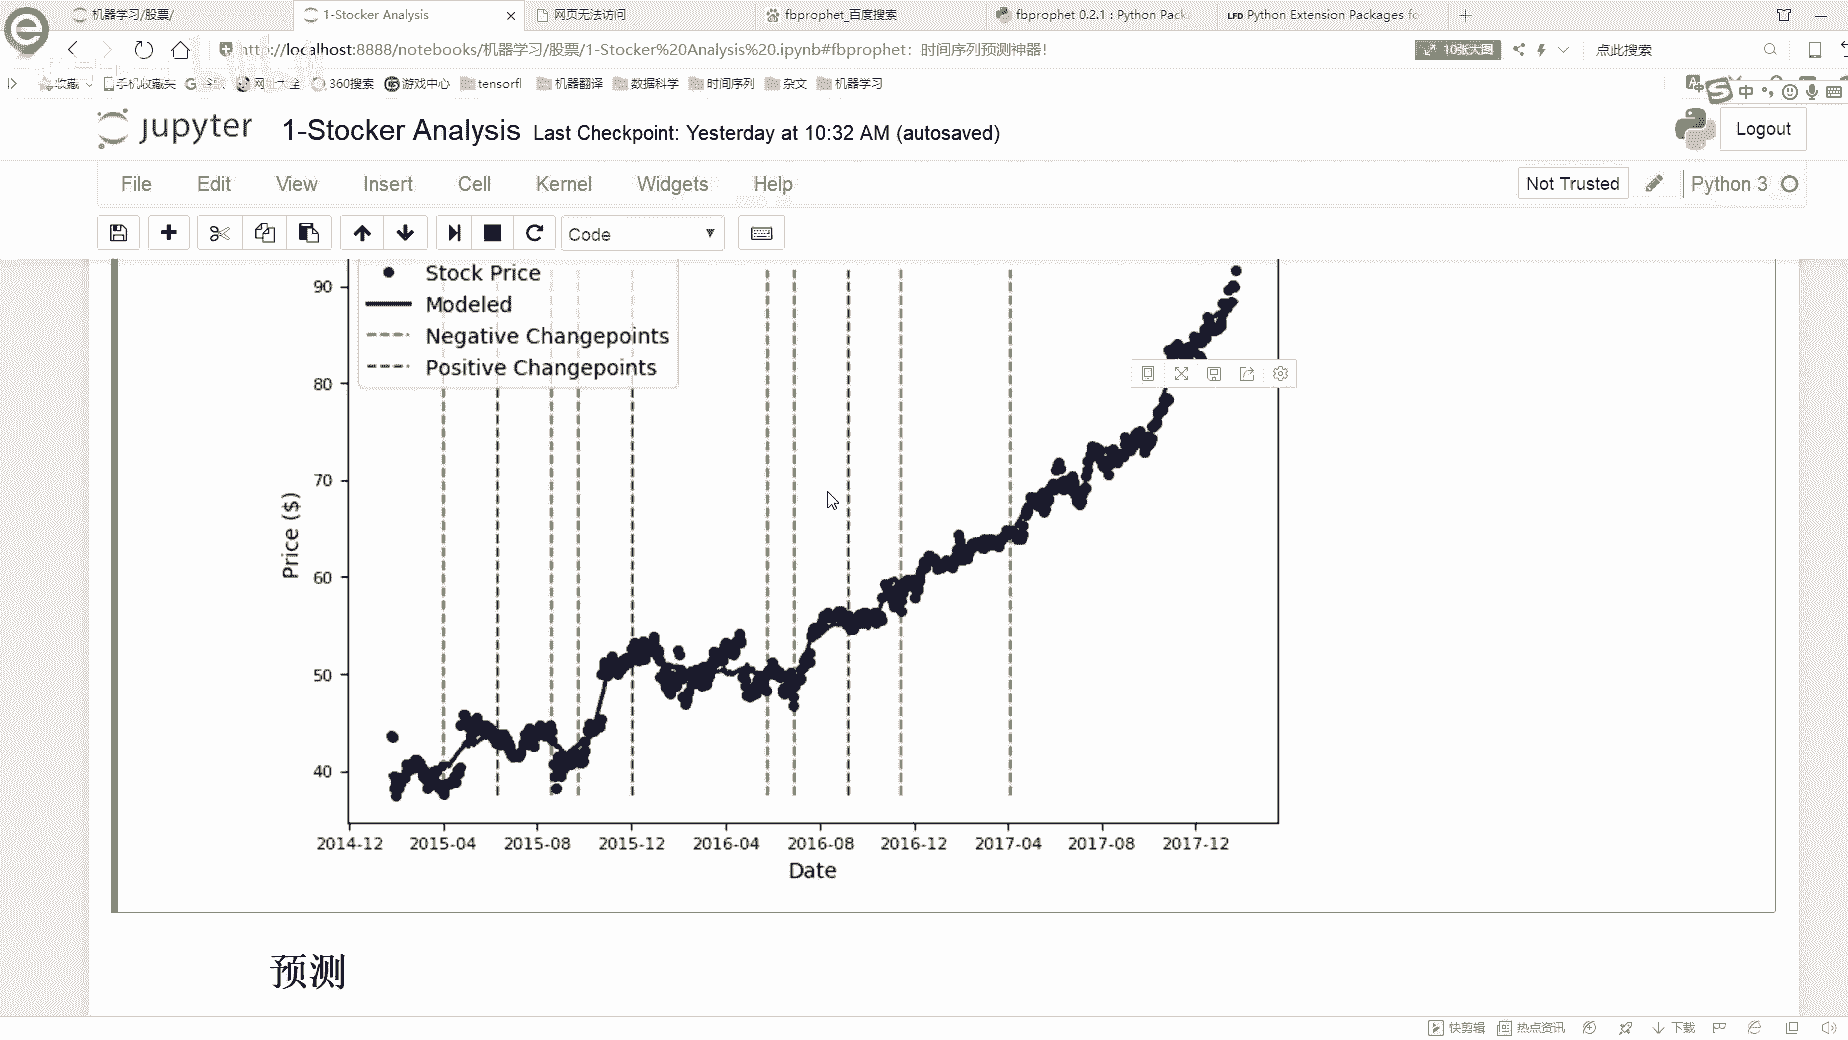 机器学习/股票/
1-Stocker Analysis
网页无法访问
fbprophet_百度搜索
fbprophet 0.2.1 : Python Pack
LFD Python Extension Packages fo
http://localhost:8888/notebooks/机器学习/股票/1-Stocker%20Analysis%20.ipynb#fbprophet：时间序列预测神器!
10张大图
点此搜索
收藏
手机收藏夹
网址大全
360搜索
游戏中心
tensorfl
机器翻译
数据科学
时间序列
杂文
机器学习
中
jupyter
1-Stocker Analysis
Last Checkpoint: Yesterday at 10:32 AM (autosaved)
Logout
File
Edit
View
Insert
Cell
Kernel
Widgets
Help
Not Trusted
Python 3
Code
Stock Price
Modeled
Negative Changepoints
Positive Changepoints
90
80
70
60
50
40
Price ($)
2014-12
2015-04
2015-08
2015-12
2016-04
2016-08
2016-12
2017-04
2017-08
2017-12
Date
预测
快剪辑
热点资讯
下载